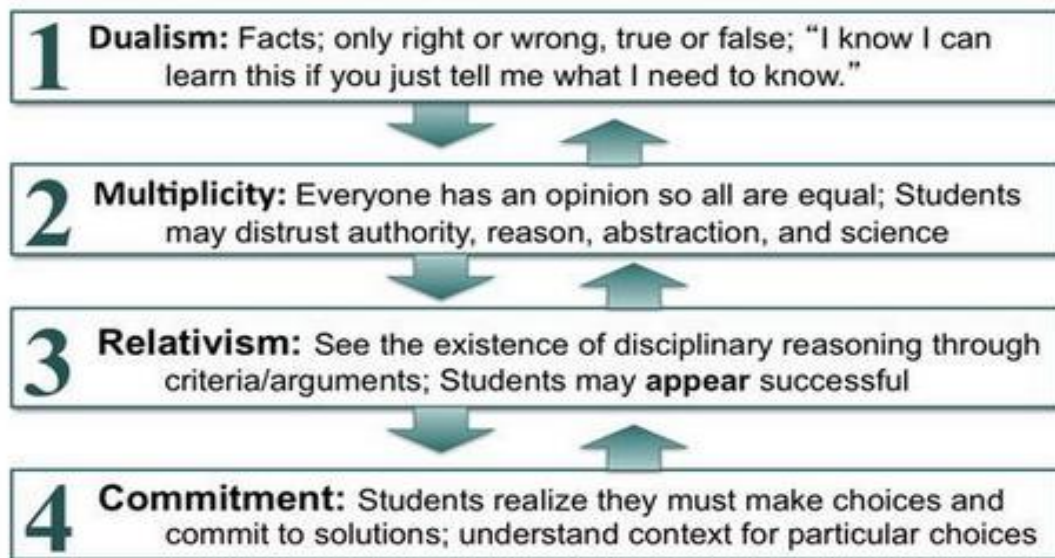 1 Dualism: Facts; only right or wrong, true or false; “I know I can
learn this if you just tell me what I need to know.”
2 Multiplicity: Everyone has an opinion so all are equal; Students
may distrust authority, reason, abstraction, and science
3 Relativism: See the existence of disciplinary reasoning through
criteria/arguments; Students may appear successful
4 Commitment: Students realize they must make choices and
commit to solutions; understand context for particular choices